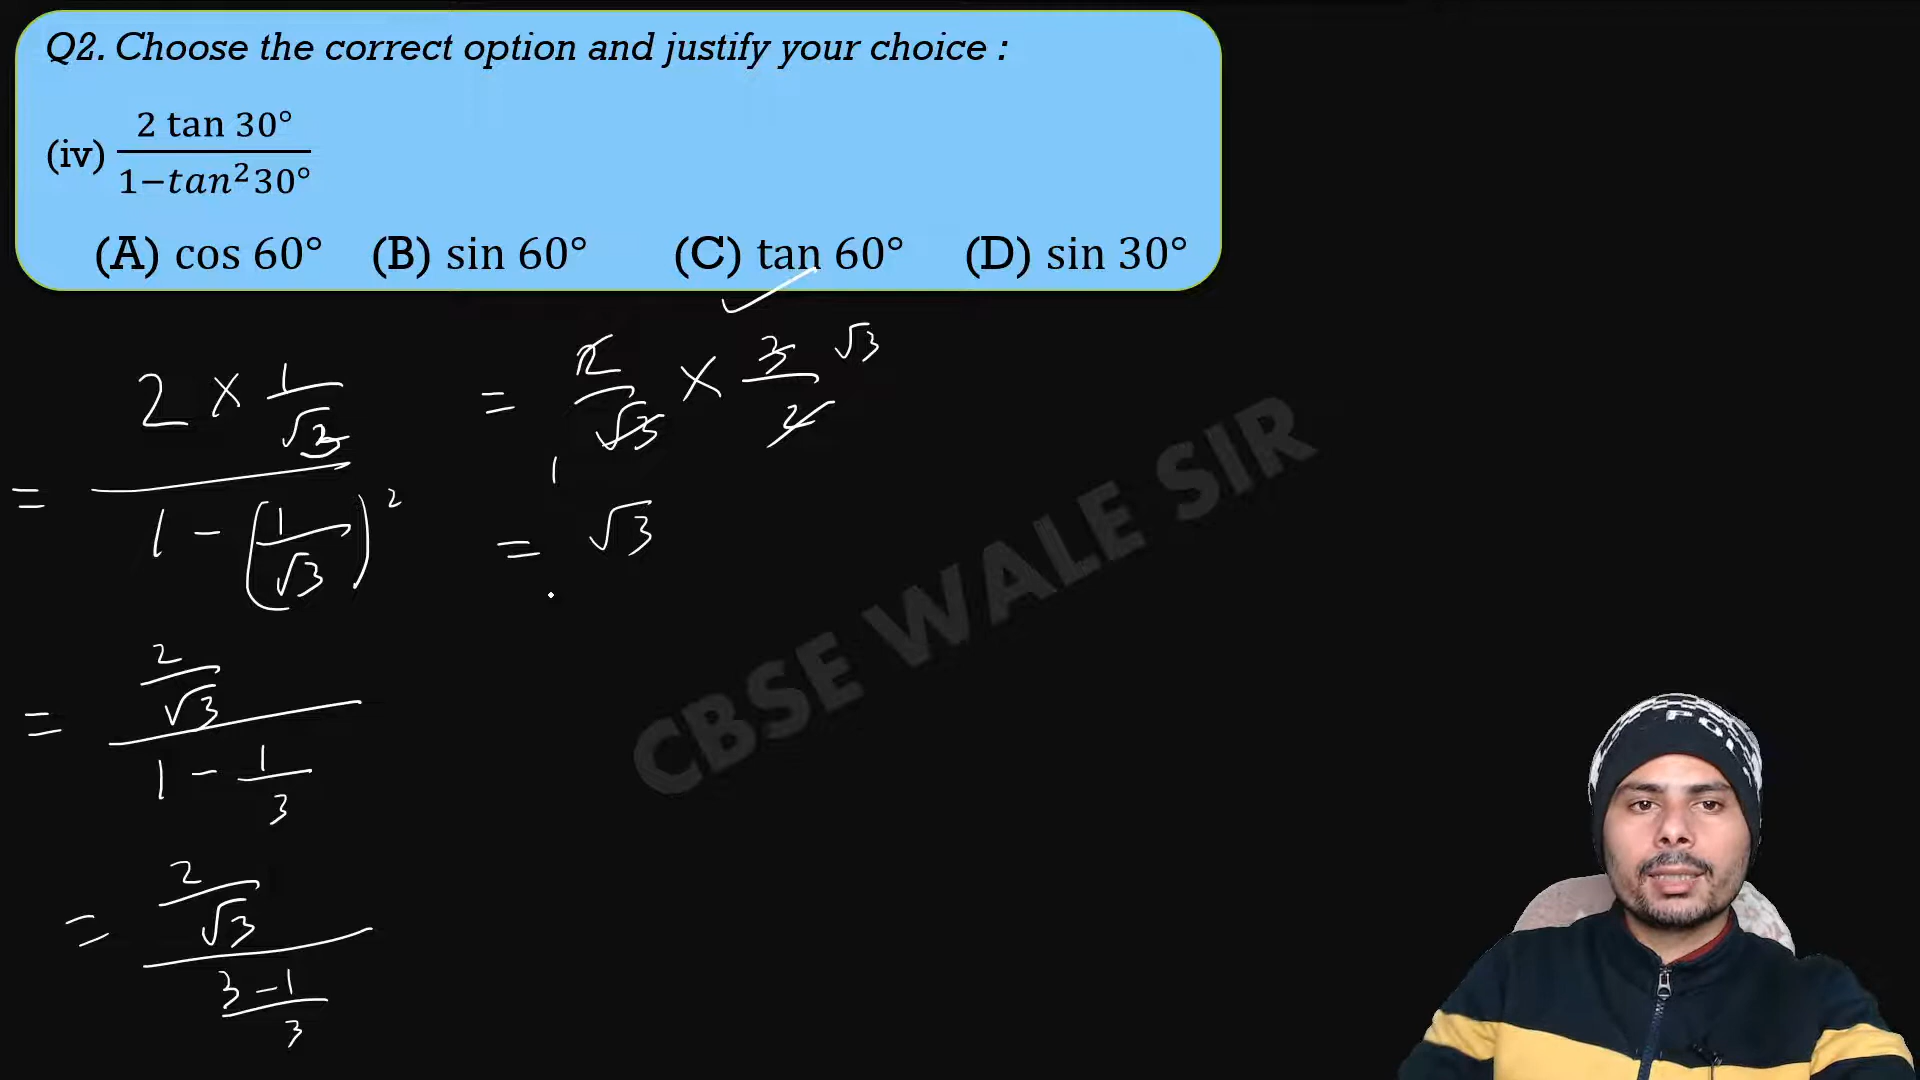 Q2. Choose the correct option and justify your choice :
(iv) 2 tan 30° / 1−tan²30°
(A) cos 60° (B) sin 60° (C) tan 60° (D) sin 30°
= 2 × 1/√3 / 1 − (1/√3)²
= 2/√3 / 1 − 1/3
= 2/√3 / 3 − 1/3
= 2/√3 × 3/2 √3
1
= √3
CBSE WALE SIR